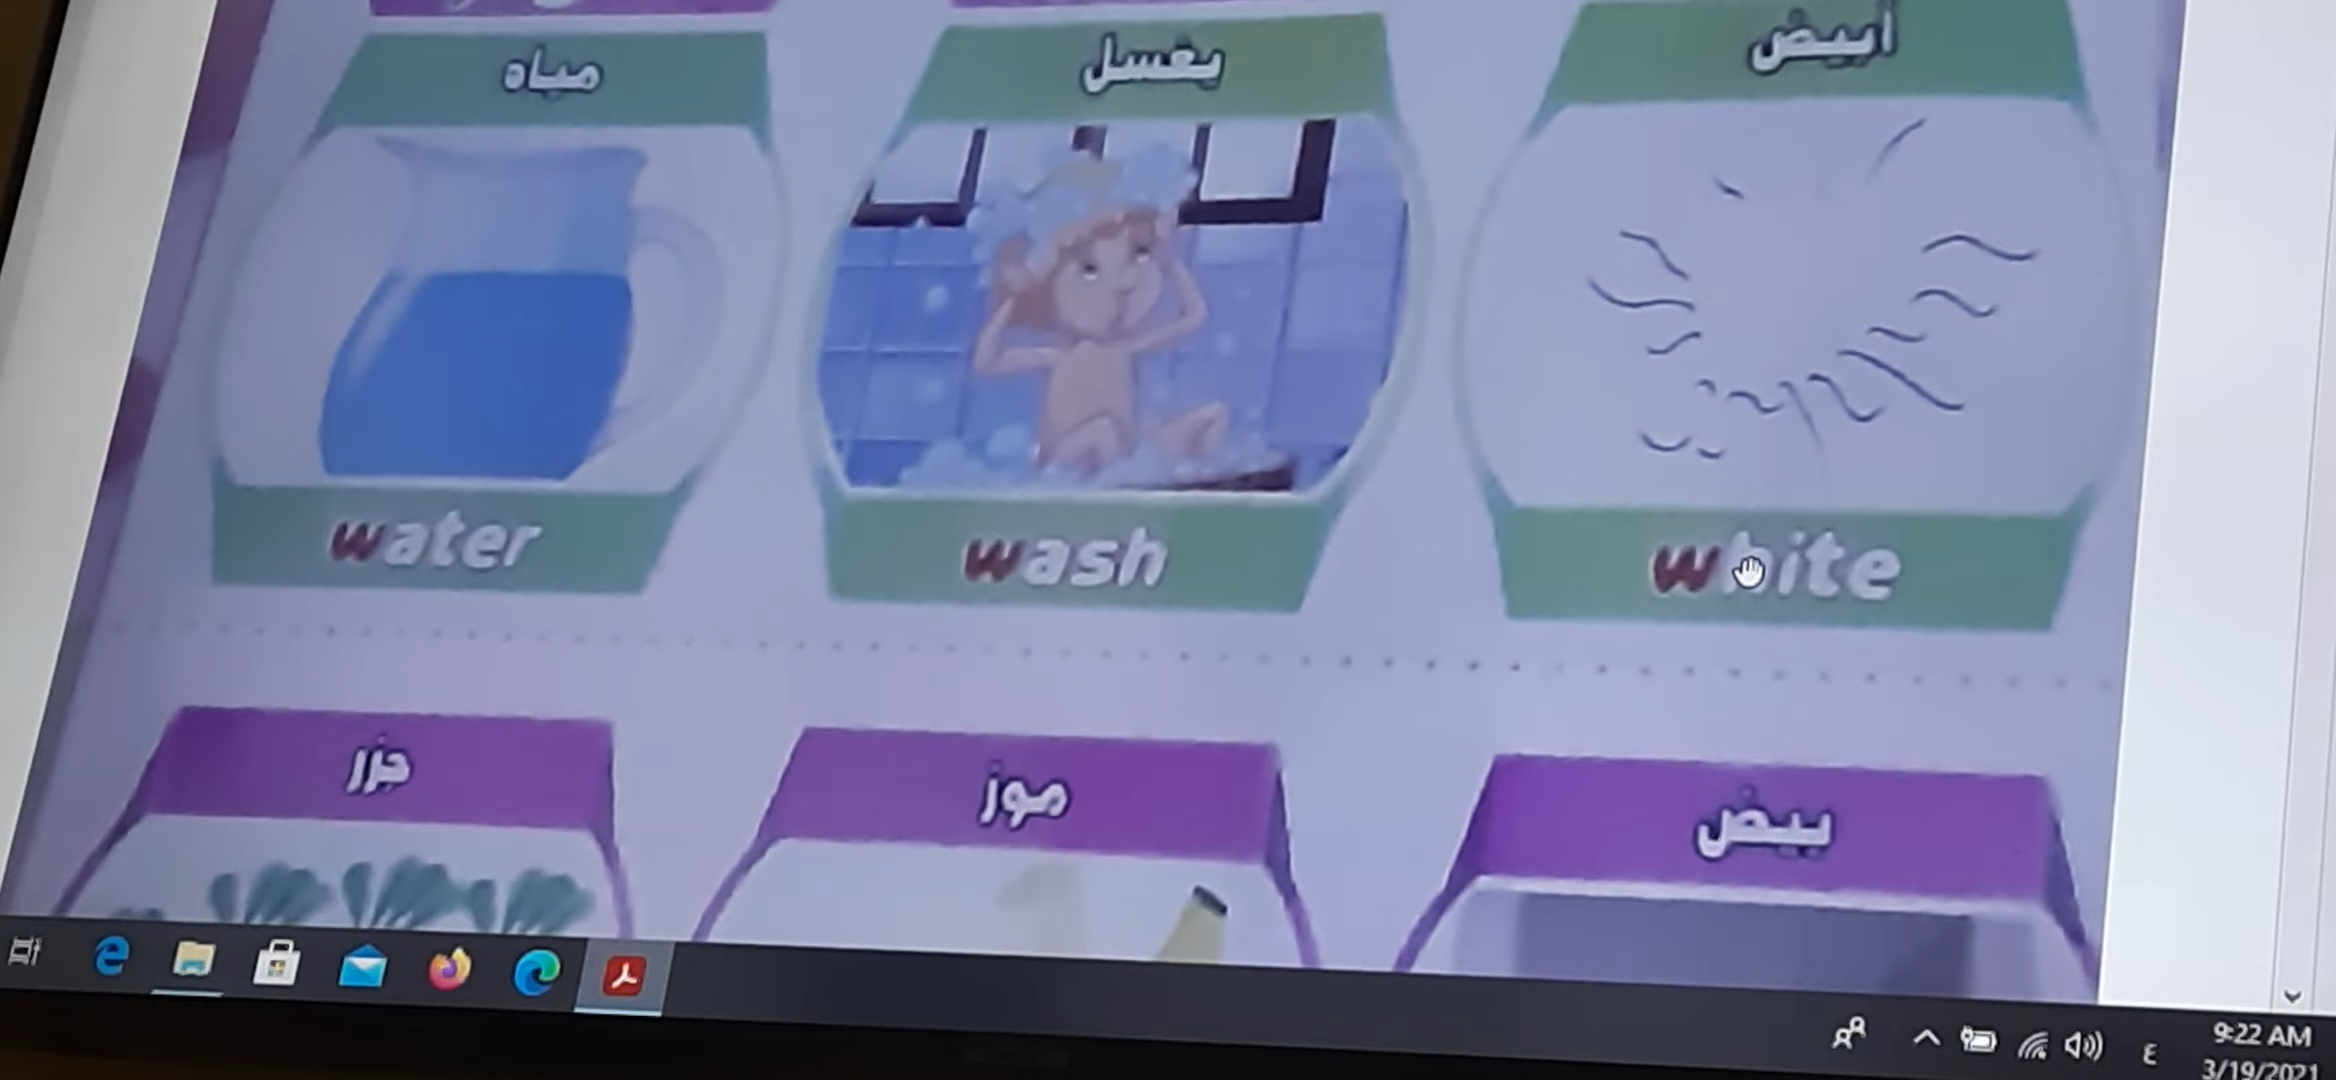 مياه
يغسل
أبيض
water
wash
white
جزر
موز
بيض
ع
9:22 AM
3/19/2021